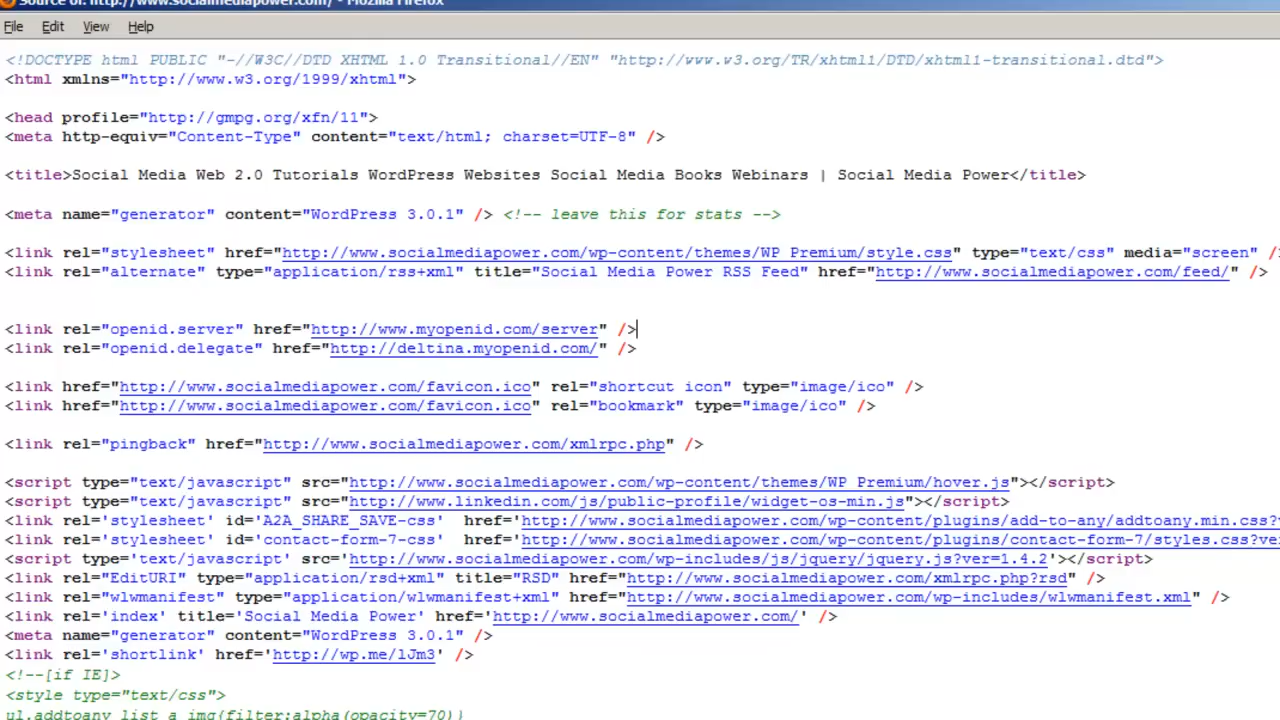 Source of: http://www.socialmediapower.com/ - Mozilla Firefox
File Edit View Help
<!DOCTYPE html PUBLIC "-//W3C//DTD XHTML 1.0 Transitional//EN" "http://www.w3.org/TR/xhtml1/DTD/xhtml1-transitional.dtd">
<html xmlns="http://www.w3.org/1999/xhtml">
<head profile="http://gmpg.org/xfn/11">
<meta http-equiv="Content-Type" content="text/html; charset=UTF-8" />
<title>Social Media Web 2.0 Tutorials WordPress Websites Social Media Books Webinars | Social Media Power</title>
<meta name="generator" content="WordPress 3.0.1" /> <!-- leave this for stats -->
<link rel="stylesheet" href="http://www.socialmediapower.com/wp-content/themes/WP_Premium/style.css" type="text/css" media="screen" /
<link rel="alternate" type="application/rss+xml" title="Social Media Power RSS Feed" href="http://www.socialmediapower.com/feed/" />
<link rel="openid.server" href="http://www.myopenid.com/server" />
<link rel="openid.delegate" href="http://deltina.myopenid.com/" />
<link href="http://www.socialmediapower.com/favicon.ico" rel="shortcut icon" type="image/ico" />
<link href="http://www.socialmediapower.com/favicon.ico" rel="bookmark" type="image/ico" />
<link rel="pingback" href="http://www.socialmediapower.com/xmlrpc.php" />
<script type="text/javascript" src="http://www.socialmediapower.com/wp-content/themes/WP_Premium/hover.js"></script>
<script type="text/javascript" src="http://www.linkedin.com/js/public-profile/widget-os-min.js"></script>
<link rel='stylesheet' id='A2A_SHARE_SAVE-css'  href='http://www.socialmediapower.com/wp-content/plugins/add-to-any/addtoany.min.css?v
<link rel='stylesheet' id='contact-form-7-css'  href='http://www.socialmediapower.com/wp-content/plugins/contact-form-7/styles.css?ver
<script type='text/javascript' src='http://www.socialmediapower.com/wp-includes/js/jquery/jquery.js?ver=1.4.2'></script>
<link rel="EditURI" type="application/rsd+xml" title="RSD" href="http://www.socialmediapower.com/xmlrpc.php?rsd" />
<link rel="wlwmanifest" type="application/wlwmanifest+xml" href="http://www.socialmediapower.com/wp-includes/wlwmanifest.xml" />
<link rel='index' title='Social Media Power' href='http://www.socialmediapower.com/' />
<meta name="generator" content="WordPress 3.0.1" />
<link rel='shortlink' href='http://wp.me/lJm3' />
<!--[if IE]>
<style type="text/css">
ul.addtoany_list a img{filter:alpha(opacity=70)}